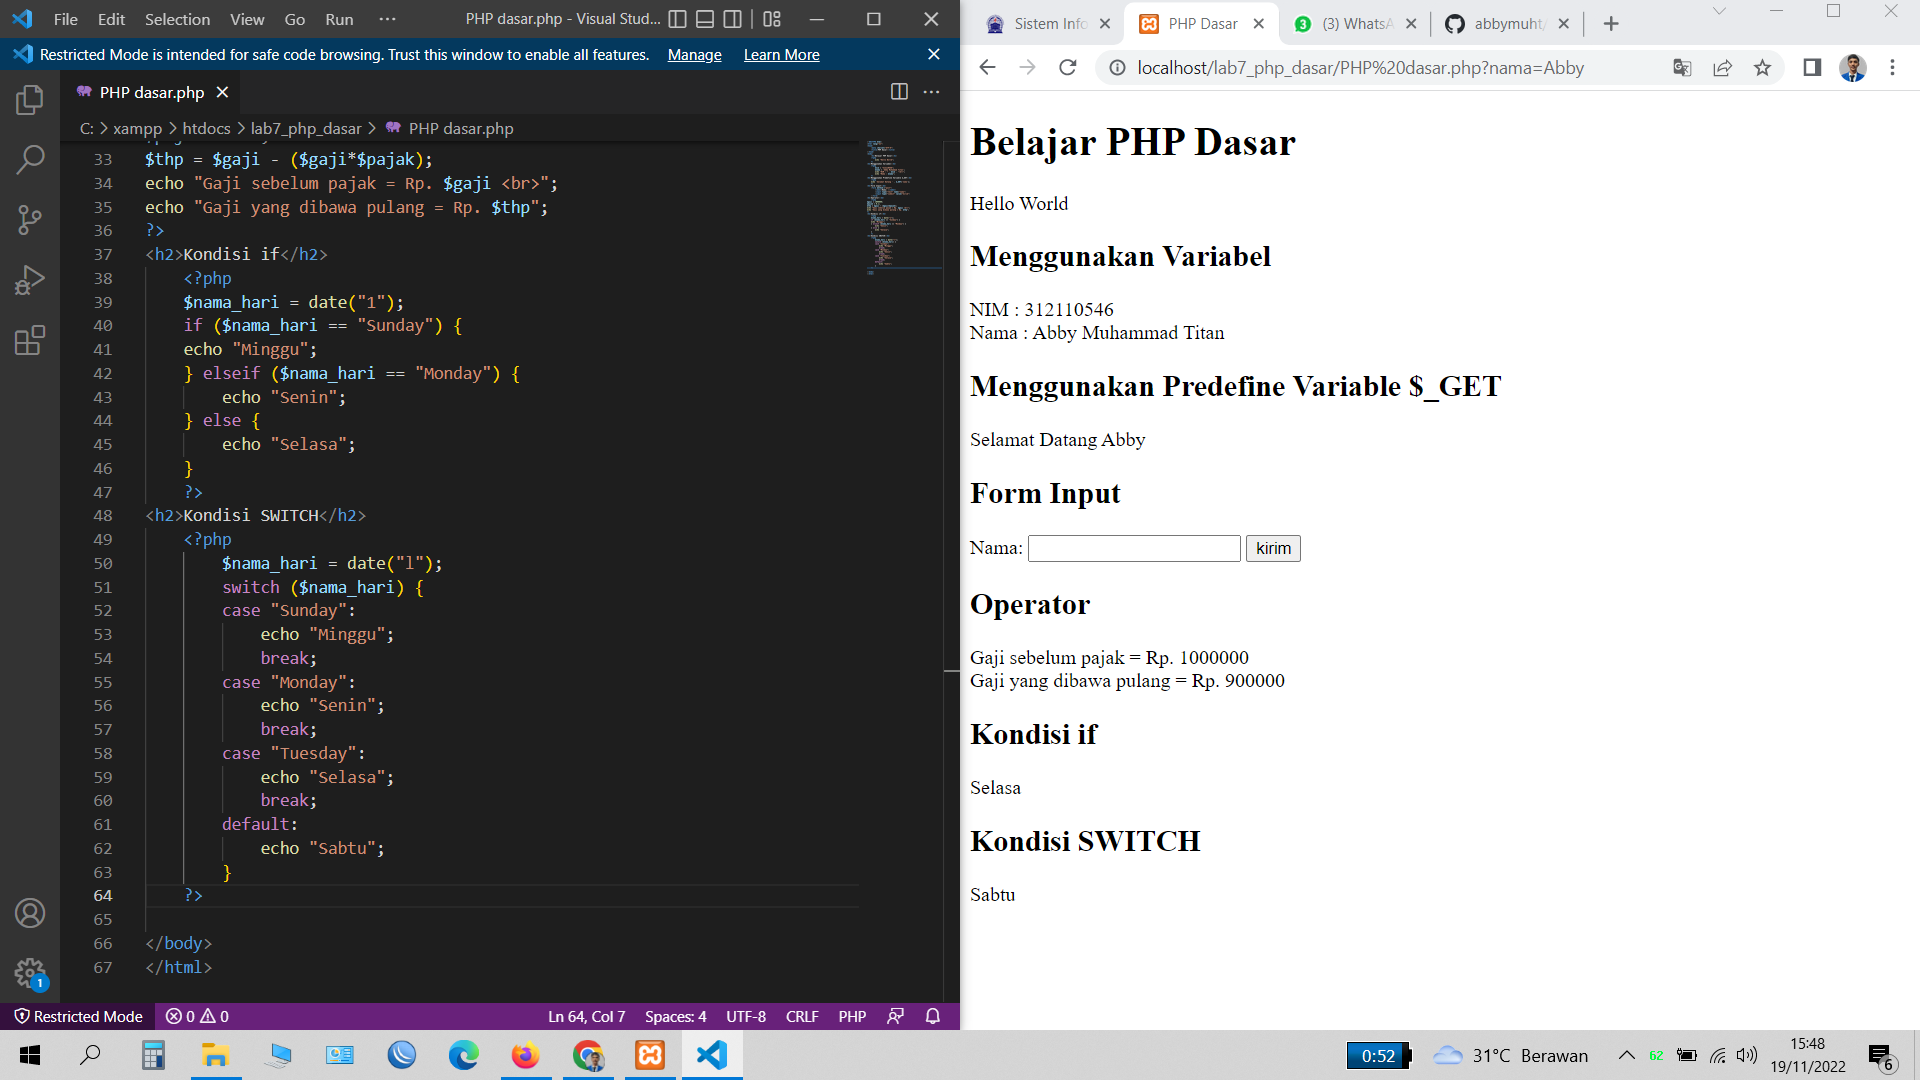 File Edit Selection View Go Run ··· PHP dasar.php - Visual Stud...
Restricted Mode is intended for safe code browsing. Trust this window to enable all features. Manage Learn More
PHP dasar.php
C: > xampp > htdocs > lab7_php_dasar > PHP dasar.php
33 $thp = $gaji - ($gaji*$pajak);
34 echo "Gaji sebelum pajak = Rp. $gaji <br>";
35 echo "Gaji yang dibawa pulang = Rp. $thp";
36 ?>
37 <h2>Kondisi if</h2>
38 <?php
39 $nama_hari = date("1");
40 if ($nama_hari == "Sunday") {
41 echo "Minggu";
42 } elseif ($nama_hari == "Monday") {
43 echo "Senin";
44 } else {
45 echo "Selasa";
46 }
47 ?>
48 <h2>Kondisi SWITCH</h2>
49 <?php
50 $nama_hari = date("l");
51 switch ($nama_hari) {
52 case "Sunday":
53 echo "Minggu";
54 break;
55 case "Monday":
56 echo "Senin";
57 break;
58 case "Tuesday":
59 echo "Selasa";
60 break;
61 default:
62 echo "Sabtu";
63 }
64 ?>
65
66 </body>
67 </html>
1
Restricted Mode 0 0 Ln 64, Col 7 Spaces: 4 UTF-8 CRLF PHP
Sistem Info PHP Dasar 3 (3) WhatsA abbymuht/
localhost/lab7_php_dasar/PHP%20dasar.php?nama=Abby
Belajar PHP Dasar
Hello World
Menggunakan Variabel
NIM : 312110546
Nama : Abby Muhammad Titan
Menggunakan Predefine Variable $_GET
Selamat Datang Abby
Form Input
Nama: kirim
Operator
Gaji sebelum pajak = Rp. 1000000
Gaji yang dibawa pulang = Rp. 900000
Kondisi if
Selasa
Kondisi SWITCH
Sabtu
0:52 31°C Berawan 62 15:48
19/11/2022 6